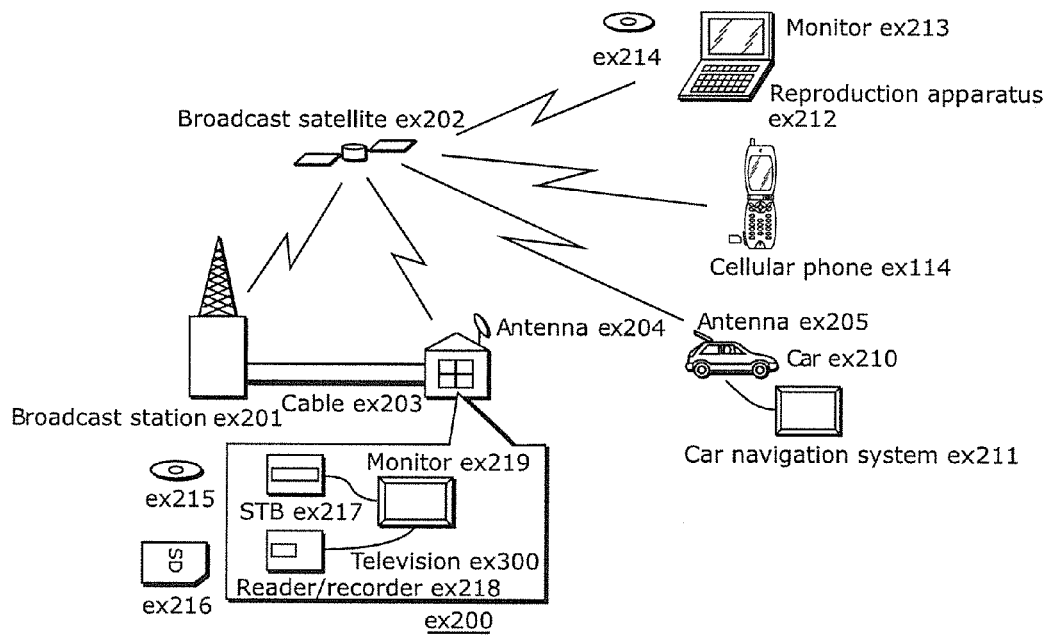 Monitor ex213
ex214
Reproduction apparatus
ex212
Broadcast satellite ex202
Cellular phone ex114
Antenna ex204
Antenna ex205
Car ex210
Cable ex203
Broadcast station ex201
Car navigation system ex211
Monitor ex219
ex215
STB ex217
SD
Television ex300
Reader/recorder ex218
ex216
ex200